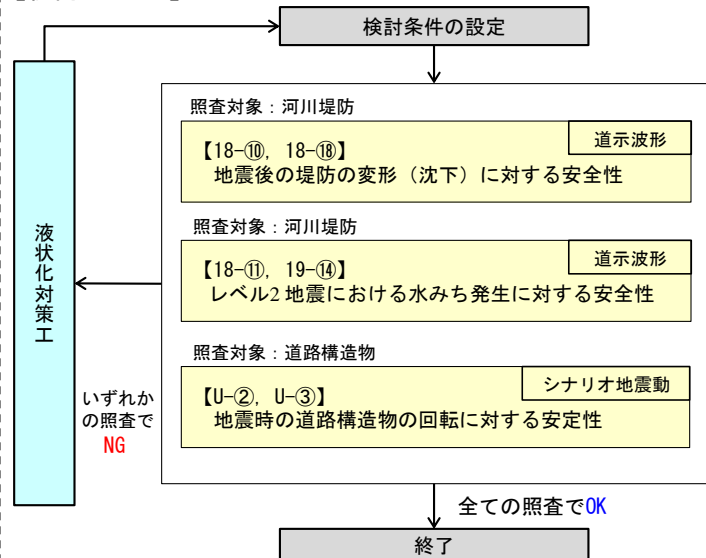 検討条件の設定
照査対象：河川堤防
道示波形
【18-⑩, 18-⑱】
地震後の堤防の変形（沈下）に対する安全性
照査対象：河川堤防
道示波形
【18-⑪, 19-⑭】
レベル2 地震における水みち発生に対する安全性
照査対象：道路構造物
シナリオ地震動
【U-②, U-③】
地震時の道路構造物の回転に対する安定性
液状化対策工
いずれか
の照査で
NG
全ての照査でOK
終了